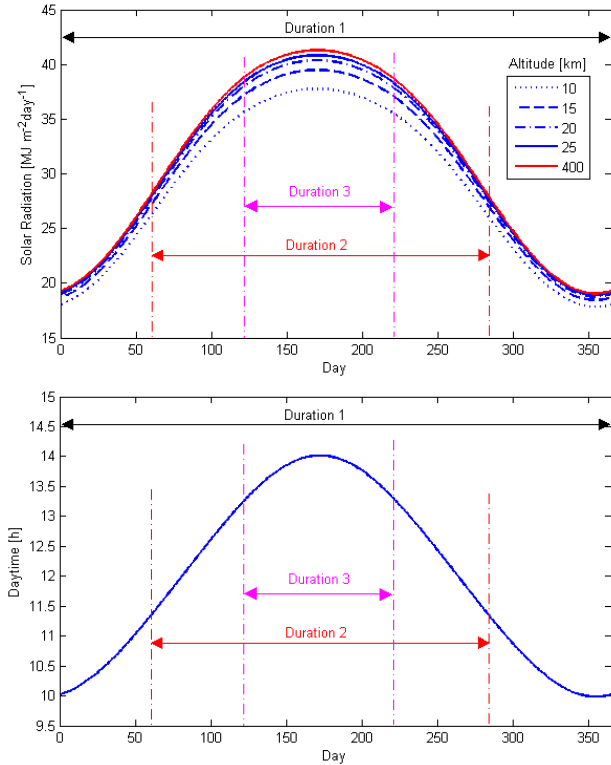 45
40
35
30
25
20
15
Solar Radiation [MJ m-2day-1]
Duration 1
Altitude [km]
10
15
20
25
400
Duration 3
Duration 2
0 50 100 150 200 250 300 350
Day
15
14.5
14
13.5
13
12.5
12
11.5
11
10.5
10
9.5
Daytime [h]
Duration 1
Duration 3
Duration 2
0 50 100 150 200 250 300 350
Day